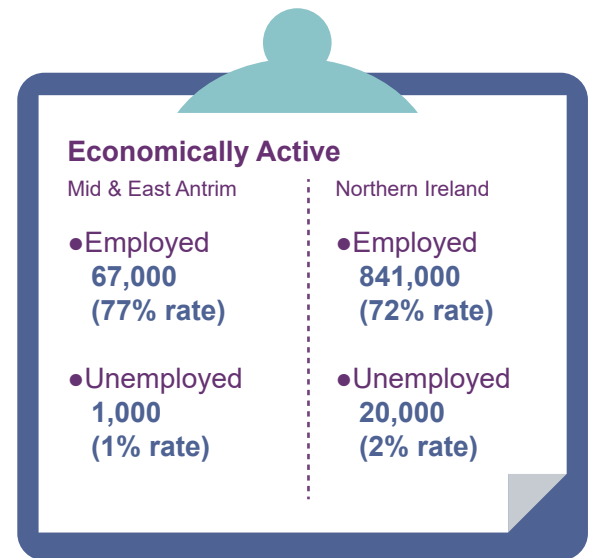 Economically Active
Mid & East Antrim
●Employed
67,000
(77% rate)
●Unemployed
1,000
(1% rate)
Northern Ireland
●Employed
841,000
(72% rate)
●Unemployed
20,000
(2% rate)